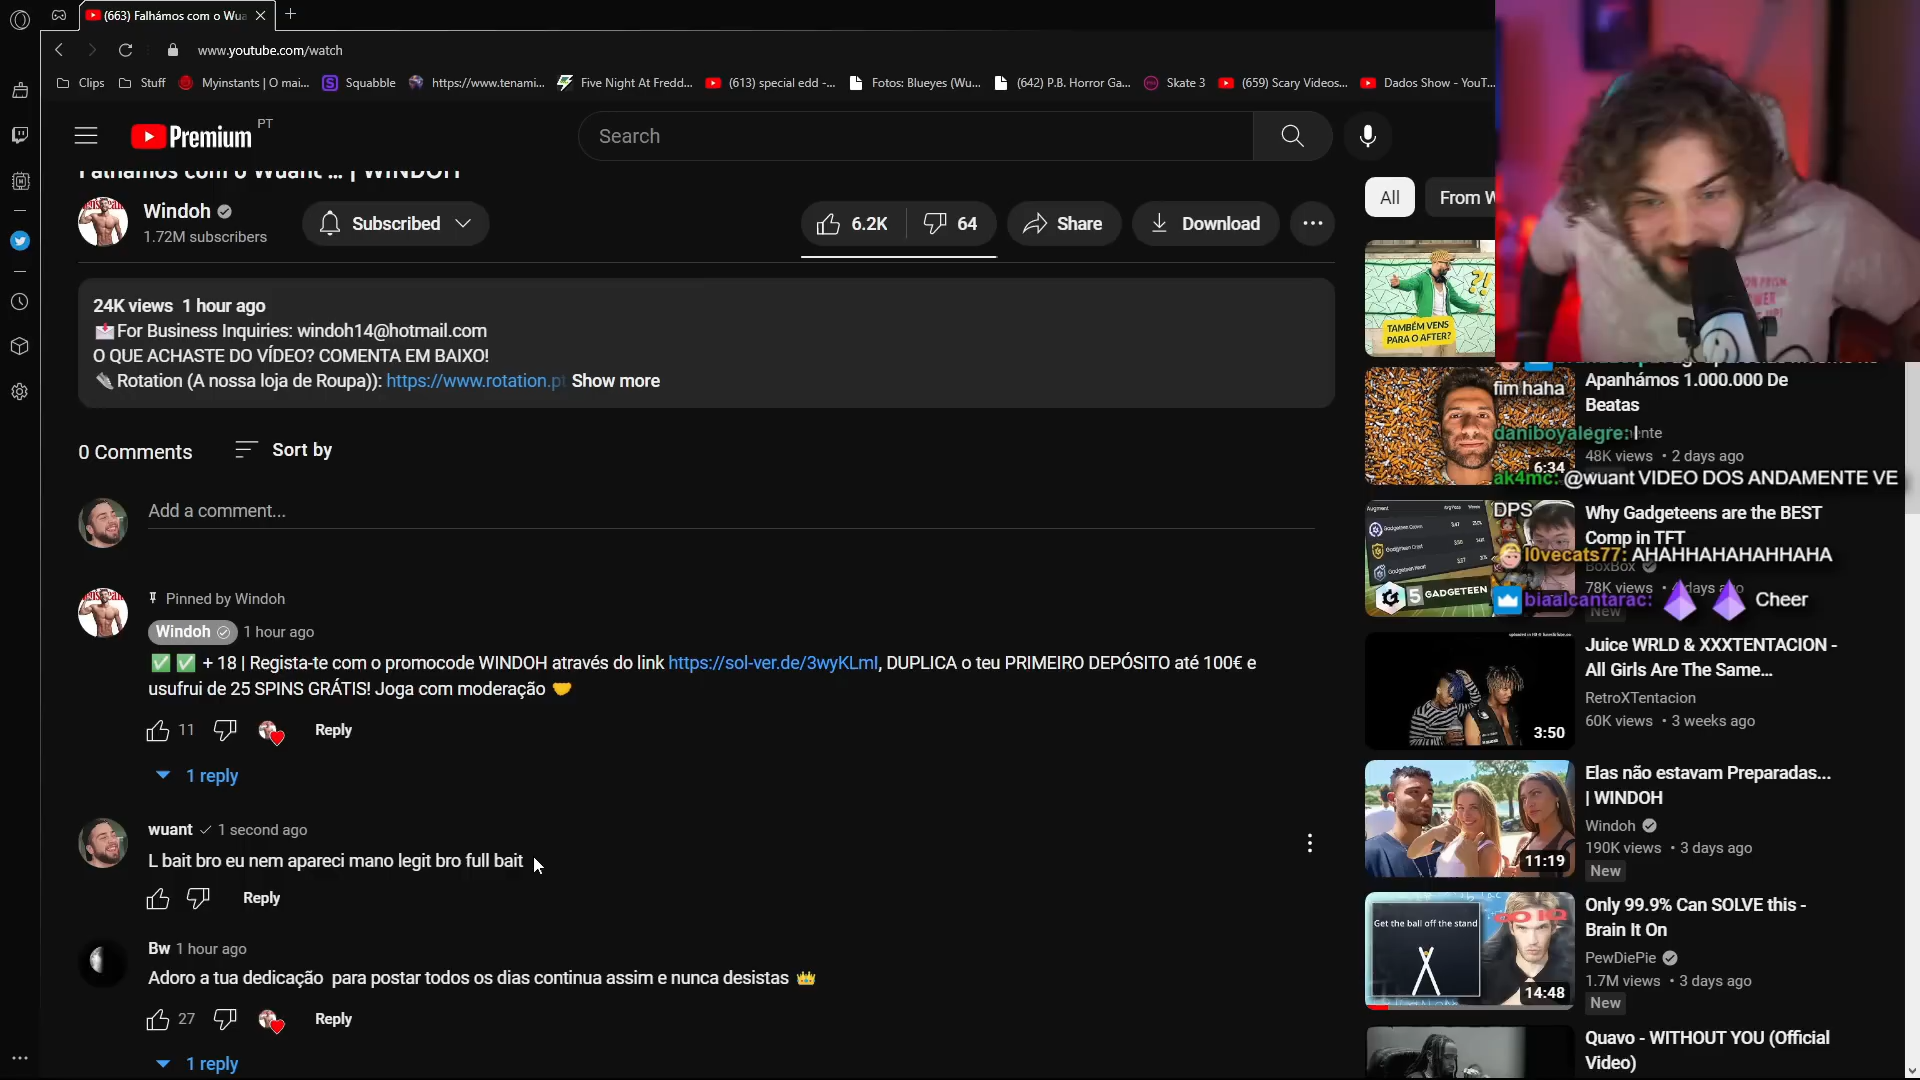 (663) Falhámos com o Wua
www.youtube.com/watch
Clips
Stuff
Myinstants | O mai...
Squabble
https://www.tenami...
Five Night At Fredd...
(613) special edd -...
Fotos: Blueyes (Wu...
(642) P.B. Horror Ga...
Skate 3
(659) Scary Videos...
Dados Show - YouT...
Premium PT
Search
Falhámos com o Wuant ... | WINDOH
Windoh
1.72M subscribers
Subscribed
6.2K
64
Share
Download
24K views 1 hour ago
For Business Inquiries: windoh14@hotmail.com
O QUE ACHASTE DO VÍDEO? COMENTA EM BAIXO!
Rotation (A nossa loja de Roupa)): https://www.rotation.p Show more
0 Comments
Sort by
Add a comment...
Pinned by Windoh
Windoh 1 hour ago
✅ ✅ + 18 | Regista-te com o promocode WINDOH através do link https://sol-ver.de/3wyKLmI, DUPLICA o teu PRIMEIRO DEPÓSITO até 100€ e
usufrui de 25 SPINS GRÁTIS! Joga com moderação 🤝
11
Reply
1 reply
wuant 1 second ago
L bait bro eu nem apareci mano legit bro full bait
Reply
Bw 1 hour ago
Adoro a tua dedicação para postar todos os dias continua assim e nunca desistas 👑
27
Reply
1 reply
All
From W
TAMBÉM VENS
PARA O AFTER?
?!
fim haha
Apanhámos 1.000.000 De
Beatas
6:34
daniboyalegre: I
48K views • 2 days ago
ak4mc: @wuant VIDEO DOS ANDAMENTE VE
DPS
Augment
5 GADGETEEN
Why Gadgeteens are the BEST
Comp in TFT
l0vecats77: AHAHHAHAHAHHAHA
BoxBox
78K views
biaalcantarac: Cheer
New
Juice WRLD & XXXTENTACION -
All Girls Are The Same...
RetroXTentacion
60K views • 3 weeks ago
3:50
Elas não estavam Preparadas...
| WINDOH
Windoh
190K views • 3 days ago
New
11:19
Get the ball off the stand
IQ
14:48
Only 99.9% Can SOLVE this -
Brain It On
PewDiePie
1.7M views • 3 days ago
New
Quavo - WITHOUT YOU (Official
Video)